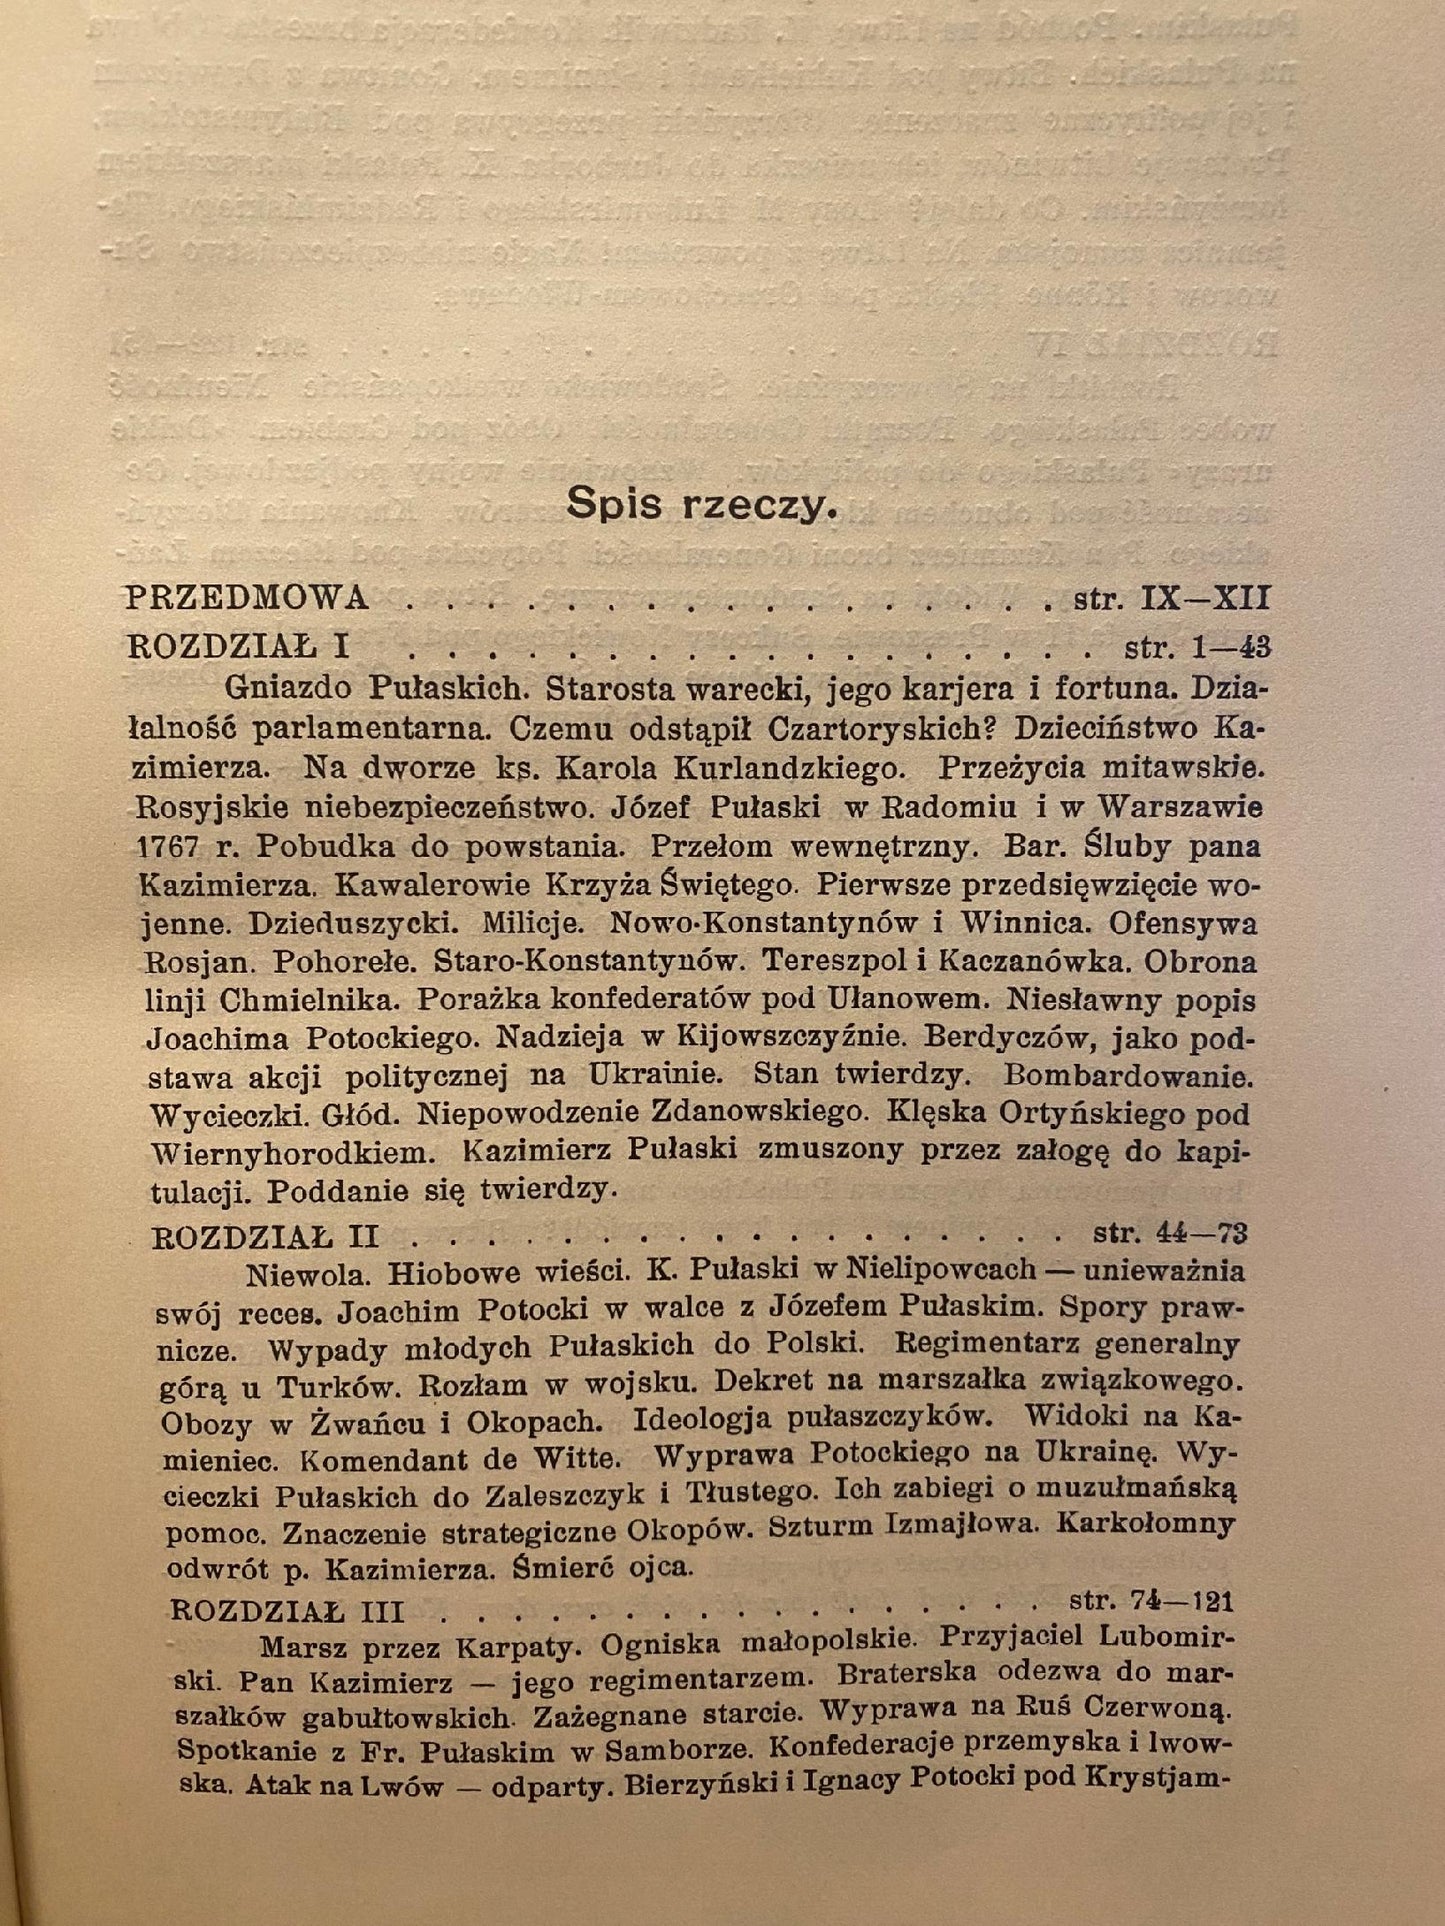 Spis rzeczy.
PRZEDMOWA . . . . . . . . . . . . . . . . . str. IX—XII
ROZDZIAŁ I . . . . . . . . . . . . . . . . . . str. 1—43
Gniazdo Pułaskich. Starosta warecki, jego karjera i fortuna. Dzia-
łalność parlamentarna. Czemu odstąpił Czartoryskich? Dzieciństwo Ka-
zimierza. Na dworze ks. Karola Kurlandzkiego. Przeżycia mitawskie.
Rosyjskie niebezpieczeństwo. Józef Pułaski w Radomiu i w Warszawie
1767 r. Pobudka do powstania. Przełom wewnętrzny. Bar. Śluby pana
Kazimierza. Kawalerowie Krzyża Świętego. Pierwsze przedsięwzięcie wo-
jenne. Dzieduszycki. Milicje. Nowo-Konstantynów i Winnica. Ofensywa
Rosjan. Pohorełe. Staro-Konstantynów. Tereszpol i Kaczanówka. Obrona
linji Chmielnika. Porażka konfederatów pod Ułanowem. Niesławny popis
Joachima Potockiego. Nadzieja w Kijowszczyźnie. Berdyczów, jako pod-
stawa akcji politycznej na Ukrainie. Stan twierdzy. Bombardowanie.
Wycieczki. Głód. Niepowodzenie Zdanowskiego. Klęska Ortyńskiego pod
Wiernyhorodkiem. Kazimierz Pułaski zmuszony przez załogę do kapi-
tulacji. Poddanie się twierdzy.
ROZDZIAŁ II . . . . . . . . . . . . . . . . . str. 44—73
Niewola. Hiobowe wieści. K. Pułaski w Nielipowcach — unieważnia
swój reces. Joachim Potocki w walce z Józefem Pułaskim. Spory praw-
nicze. Wypady młodych Pułaskich do Polski. Regimentarz generalny
górą u Turków. Rozłam w wojsku. Dekret na marszałka związkowego.
Obozy w Żwańcu i Okopach. Ideologja pułaszczyków. Widoki na Ka-
mieniec. Komendant de Witte. Wyprawa Potockiego na Ukrainę. Wy-
cieczki Pułaskich do Zaleszczyk i Tłustego. Ich zabiegi o muzułmańską
pomoc. Znaczenie strategiczne Okopów. Szturm Izmajłowa. Karkołomny
odwrót p. Kazimierza. Śmierć ojca.
ROZDZIAŁ III . . . . . . . . . . . . . . . . str. 74—121
Marsz przez Karpaty. Ogniska małopolskie. Przyjaciel Lubomir-
ski. Pan Kazimierz — jego regimentarzem. Braterska odezwa do mar-
szałków gabułtowskich. Zażegnane starcie. Wyprawa na Ruś Czerwoną.
Spotkanie z Fr. Pułaskim w Samborze. Konfederacje przemyska i lwow-
ska. Atak na Lwów — odparty. Bierzyński i Ignacy Potocki pod Krystjam-